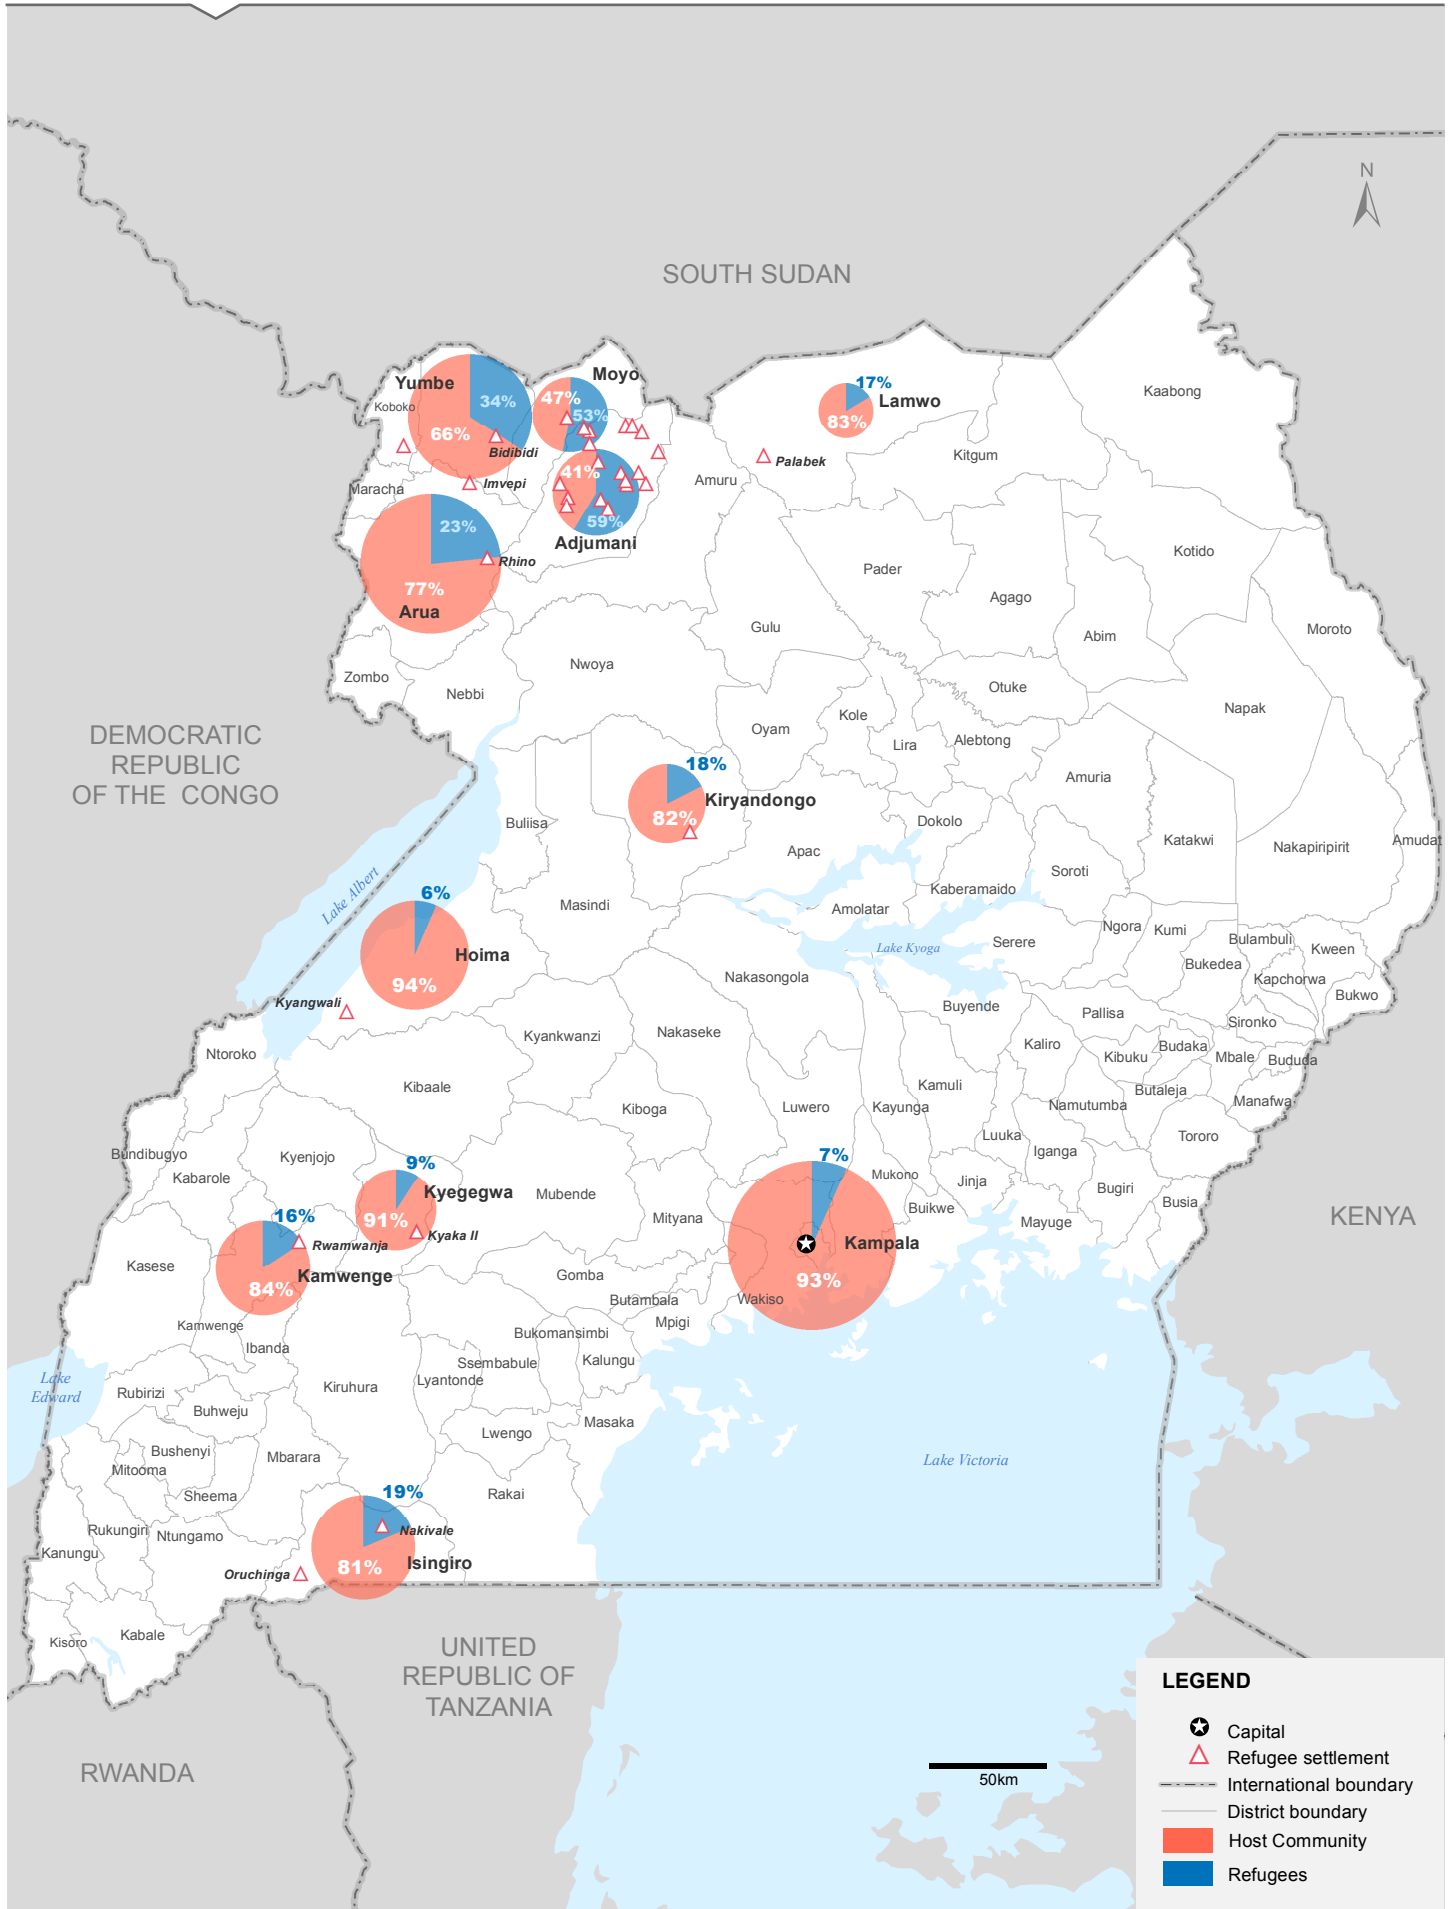 N
SOUTH SUDAN
Kaabong
Moyo
Yumbe
47%
17%
Koboko
34%
Lamwo
53%
83%
66%
Bidibidi
Kitgum
Palabek
41%
Amuru
Imvepi
Maracha
23%
59%
Adjumani
Kotido
Rhino
Pader
77%
Agago
Arua
Gulu
Moroto
Abim
Nwoya
Zombo
Otuke
Nebbi
Napak
Kole
Oyam
DEMOCRATIC
REPUBLIC
OF THE CONGO
Lira
Alebtong
18%
Amuria
Kiryandongo
82%
Buliisa
Dokolo
Katakwi
Amudat
Apac
Nakapiripirit
Soroti
Lake Albert
6%
Kaberamaido
Masindi
Amolatar
Ngora
Kumi
Hoima
Lake Kyoga
Serere
Bulambuli
Kween
Bukedea
94%
Nakasongola
Kapchorwa
Bukwo
Kyangwali
Buyende
Pallisa
Sironko
Kyankwanzi
Nakaseke
Kaliro
Ntoroko
Kibuku
Budaka
Mbale
Bududa
Kibaale
Kamuli
Butaleja
Kiboga
Luwero
Kayunga
Namutumba
Manafwa
Luuka
Tororo
Bundibugyo
Kyenjojo
Iganga
9%
7%
Kabarole
Mukono
Kyegegwa
Mubende
Jinja
Bugiri
Buikwe
Busia
16%
91%
Mityana
Mayuge
KENYA
Kyaka II
Rwamwanja
Kampala
Kasese
Kamwenge
84%
Gomba
93%
Butambala
Wakiso
Kamwenge
Mpigi
Bukomansimbi
Ibanda
Ssembabule
Kalungu
Lake
Edward
Lyantonde
Kiruhura
Rubirizi
Buhweju
Masaka
Lwengo
Bushenyi
Mbarara
Lake Victoria
Mitooma
Sheema
19%
Rakai
Rukungiri
Ntungamo
Nakivale
Kanungu
81%
Isingiro
Oruchinga
Kisoro
Kabale
UNITED
REPUBLIC OF
TANZANIA
RWANDA
50km
LEGEND
Capital
Refugee settlement
International boundary
District boundary
Host Community
Refugees